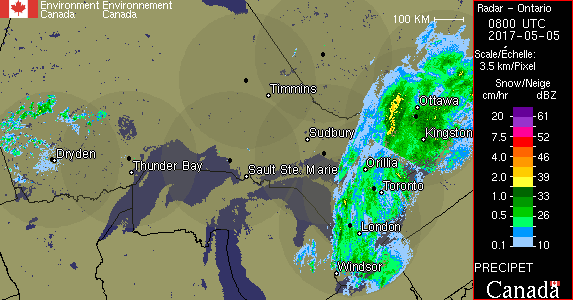 Environment Environnement
Canada Canada
100 KM
Radar - Ontario
0800 UTC
2017-05-05
Scale/Échelle:
3.5 km/Pixel
Snow/Neige
cm/hr dBZ
20 61
7.5 57
5.0 52
4.0 46
2.0 39
1.0 33
0.5 26
0.1 10
PRECIPET
Canada
Timmins
Ottawa
Sudbury
Kingston
Dryden
Thunder Bay
Sault Ste. Marie
Orillia
Toronto
London
Windsor